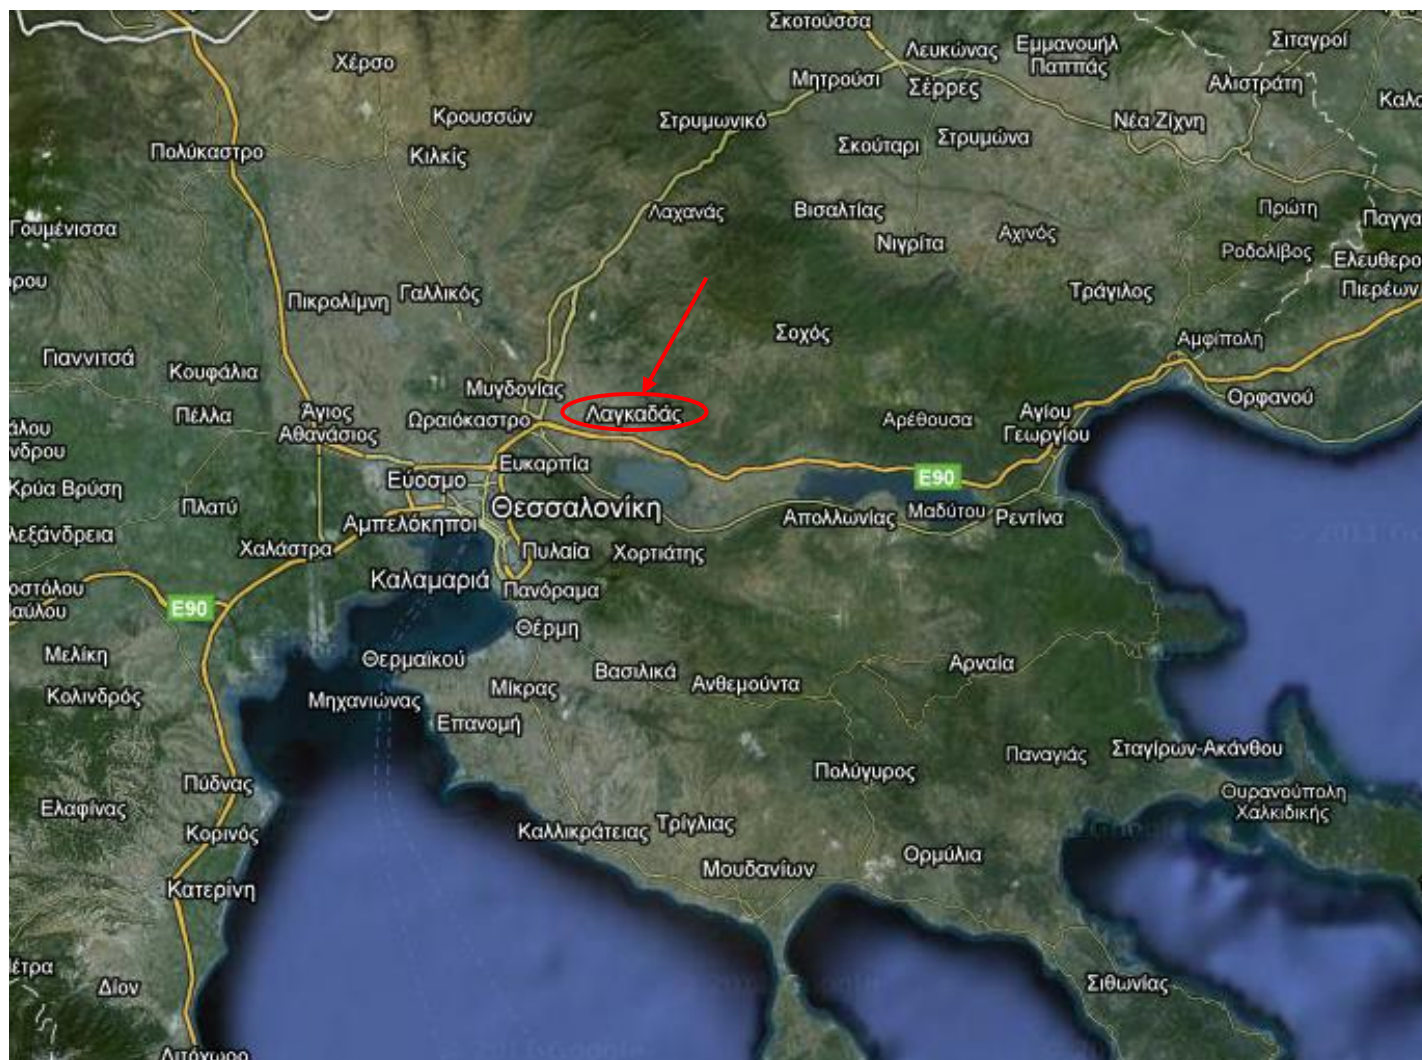 Σκοτούσσα
Λευκώνας
Εμμανουήλ
Παππάς
Σιταγροί
Χέρσο
Μητρούσι
Σέρρες
Αλιστράτη
Κρουσσών
Στρυμωνικό
Νέα Ζίχνη
Πολύκαστρο
Κιλκίς
Σκούταρι
Στρυμώνα
Λαχανάς
Βισαλτίας
Πρώτη
Γουμένισσα
Νιγρίτα
Αχινός
Ροδολίβος
Πικρολίμνη
Γαλλικός
Τράγιλος
Πιερέων
Σοχός
Αμφίπολη
Γιαννιτσά
Κουφάλια
Μυγδονίας
Ορφανού
Πέλλα
Άγιος
Αθανάσιος
Ωραιόκαστρο
Λαγκαδάς
Αρέθουσα
Αγίου
Γεωργίου
Κρύα Βρύση
Εύοσμο
Ευκαρπία
E90
Πλατύ
Θεσσαλονίκη
Απολλωνίας
Μαδύτου
Ρεντίνα
Αμπελόκηποι
Χαλάστρα
Πυλαία
Χορτιάτης
Καλαμαριά
Πανόραμα
E90
Θέρμη
Μελίκη
Θερμαϊκού
Βασιλικά
Ανθεμούντα
Αρναία
Κολινδρός
Μηχανιώνας
Μίκρας
Επανομή
Παναγιάς
Σταγίρων-Ακάνθου
Πύδνας
Πολύγυρος
Ουρανούπολη
Χαλκιδικής
Ελαφίνας
Κορινός
Καλλικράτειας
Τρίγλιας
Μουδανίων
Ορμύλια
Κατερίνη
Δίον
Σιθωνίας
Λιτόχωρο